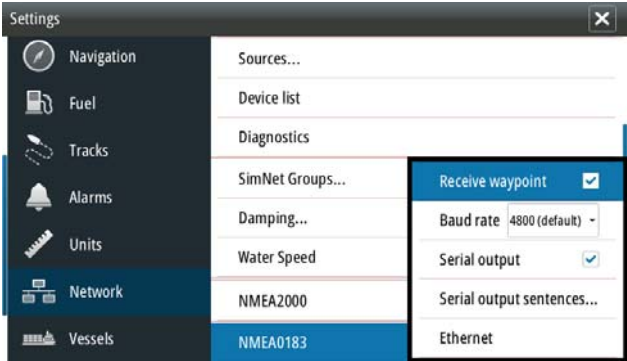 Settings
Navigation
Fuel
Tracks
Alarms
Units
Network
Vessels
Sources...
Device list
Diagnostics
SimNet Groups...
Damping...
Water Speed
NMEA2000
NMEA0183
Receive waypoint
Baud rate 4800 (default)
Serial output
Serial output sentences...
Ethernet